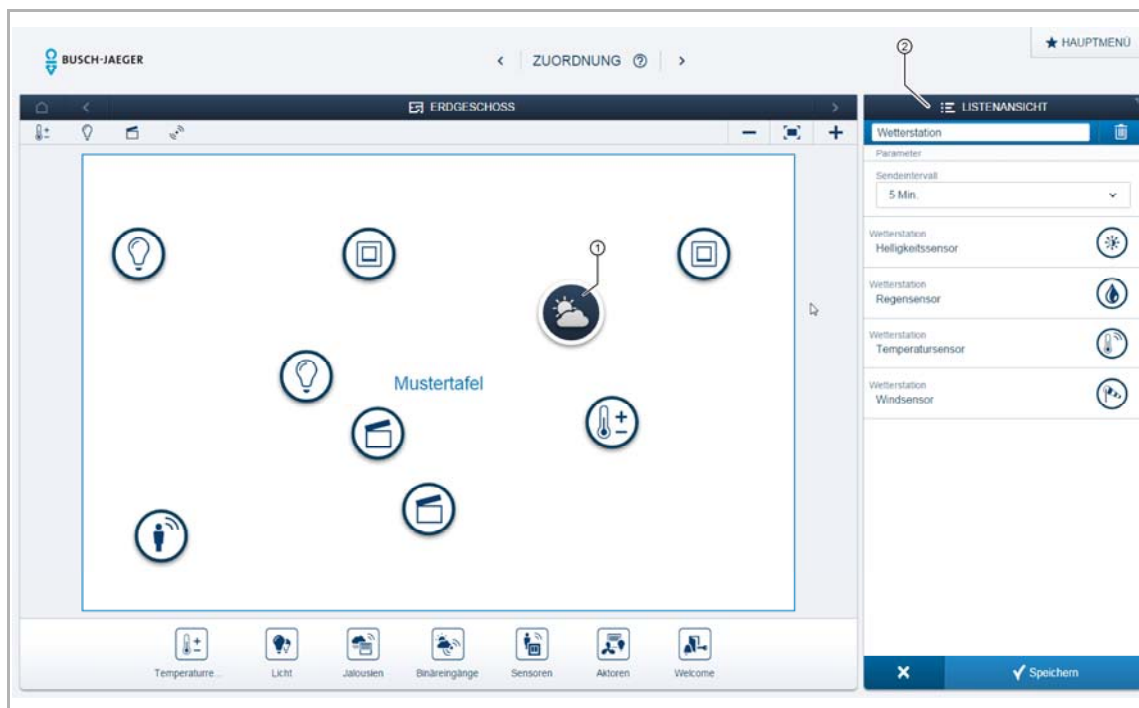 ② ★ HAUPTMENÜ
BUSCH-JAEGER
‹ ZUORDNUNG ? ›
ERDGESCHOSS
LISTENANSICHT
Wetterstation
Parameter
Sendeintervall
5 Min.
①
Wetterstation
Helligkeitssensor
Wetterstation
Regensensor
Wetterstation
Temperatursensor
Mustertafel
Wetterstation
Windsensor
Temperaturre...
Licht
Jalousien
Binäreingänge
Sensoren
Aktoren
Welcome
Speichern